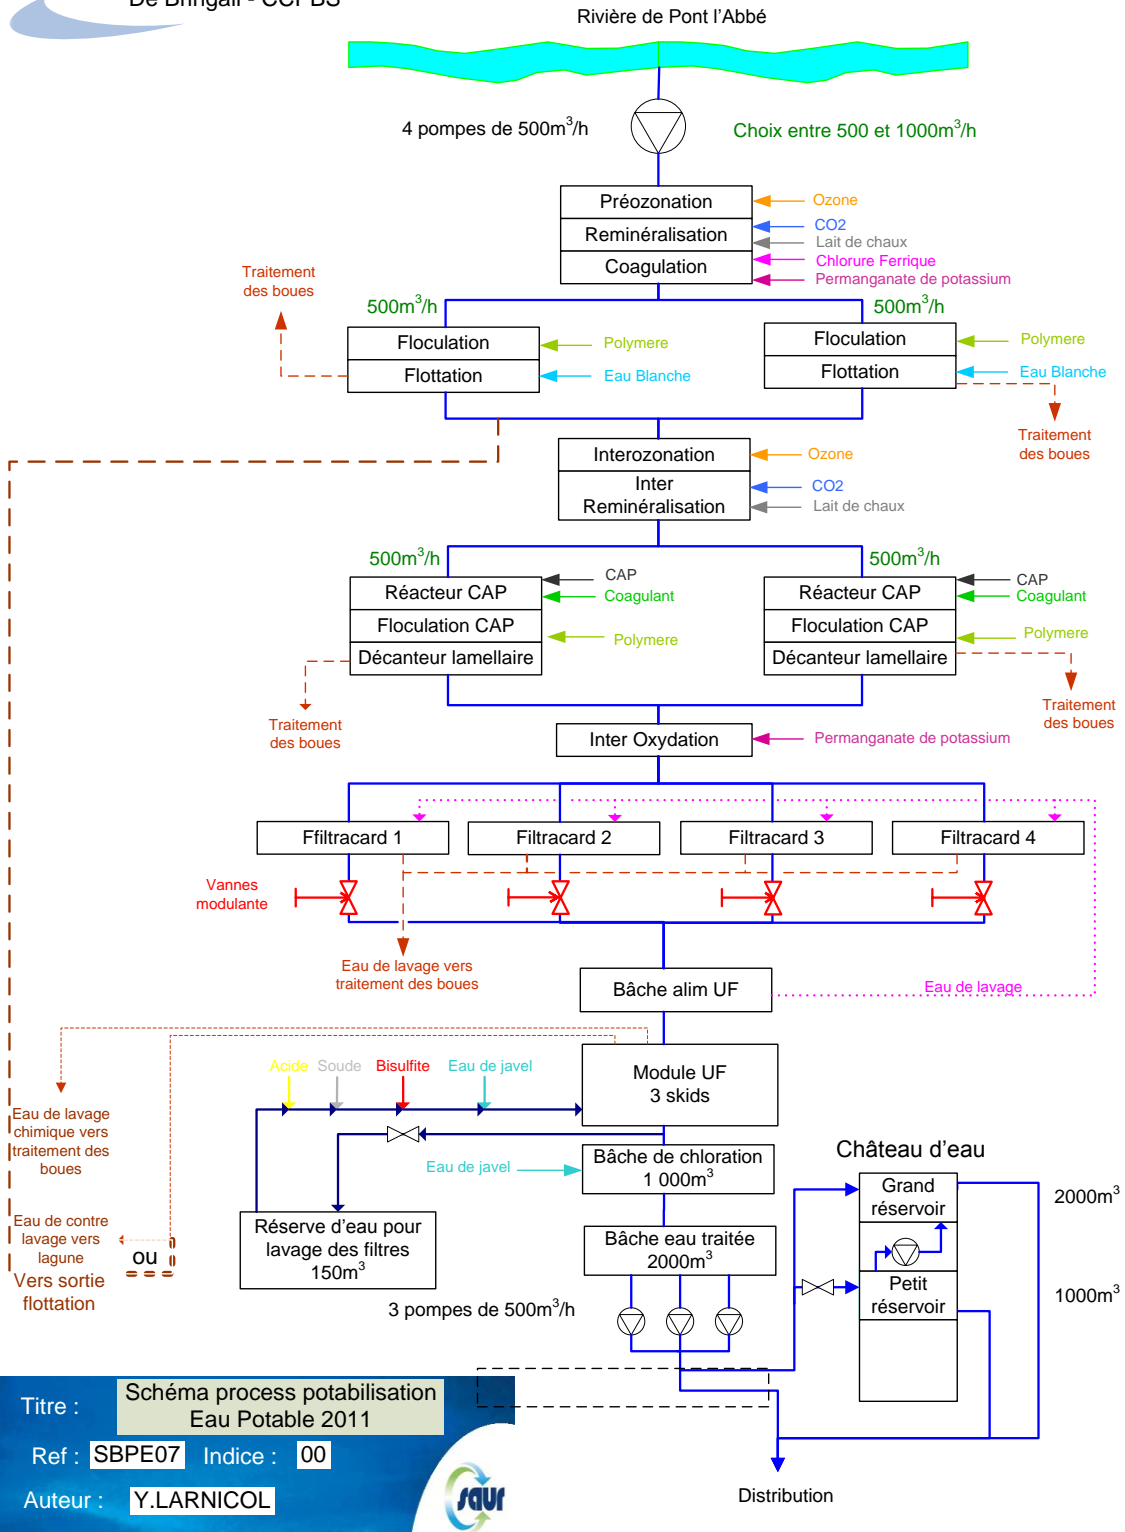 De Bringall - CCPBS
Rivière de Pont l'Abbé
4 pompes de 500m³/h
Choix entre 500 et 1000m³/h
Préozonation
Ozone
Reminéralisation
CO2
Lait de chaux
Coagulation
Chlorure Ferrique
Permanganate de potassium
Traitement
des boues
500m³/h
500m³/h
Floculation
Polymere
Flottation
Eau Blanche
Floculation
Polymere
Flottation
Eau Blanche
Traitement
des boues
Interozonation
Ozone
Inter
Reminéralisation
CO2
Lait de chaux
500m³/h
500m³/h
Réacteur CAP
CAP
Coagulant
Floculation CAP
Polymere
Décanteur lamellaire
Réacteur CAP
CAP
Coagulant
Floculation CAP
Polymere
Décanteur lamellaire
Traitement
des boues
Traitement
des boues
Inter Oxydation
Permanganate de potassium
Ffiltracard 1
Filtracard 2
Filtracard 3
Filtracard 4
Vannes
modulante
Eau de lavage vers
traitement des boues
Bâche alim UF
Eau de lavage
Acide
Soude
Bisulfite
Eau de javel
Module UF
3 skids
Eau de lavage
chimique vers
traitement des
boues
Eau de javel
Bâche de chloration
1 000m³
Château d'eau
Grand
réservoir
2000m³
Eau de contre
lavage vers
lagune
ou
Vers sortie
flottation
Réserve d'eau pour
lavage des filtres
150m³
Bâche eau traitée
2000m³
Petit
réservoir
1000m³
3 pompes de 500m³/h
Titre :
Schéma process potabilisation
Eau Potable 2011
Ref : SBPE07 Indice : 00
Auteur : Y.LARNICOL
saur
Distribution